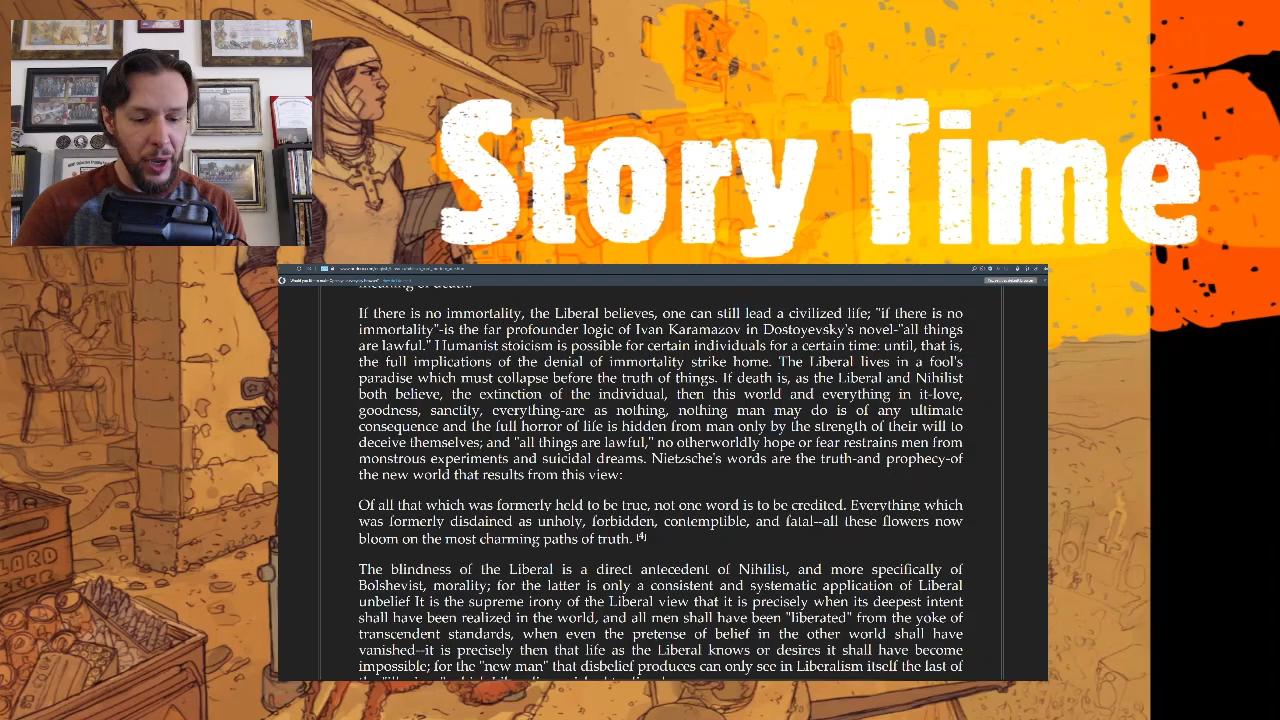 Story Time
If there is no immortality, the Liberal believes, one can still lead a civilized life; "if there is no
immortality"-is the far profounder logic of Ivan Karamazov in Dostoyevsky's novel-"all things
are lawful." Humanist stoicism is possible for certain individuals for a certain time: until, that is,
the full implications of the denial of immortality strike home. The Liberal lives in a fool's
paradise which must collapse before the truth of things. If death is, as the Liberal and Nihilist
both believe, the extinction of the individual, then this world and everything in it-love,
goodness, sanctity, everything-are as nothing, nothing man may do is of any ultimate
consequence and the full horror of life is hidden from man only by the strength of their will to
deceive themselves; and "all things are lawful," no otherworldly hope or fear restrains men from
monstrous experiments and suicidal dreams. Nietzsche's words are the truth-and prophecy-of
the new world that results from this view:
Of all that which was formerly held to be true, not one word is to be credited. Everything which
was formerly disdained as unholy, forbidden, contemptible, and fatal--all these flowers now
bloom on the most charming paths of truth. [4]
The blindness of the Liberal is a direct antecedent of Nihilist, and more specifically of
Bolshevist, morality; for the latter is only a consistent and systematic application of Liberal
unbelief It is the supreme irony of the Liberal view that it is precisely when its deepest intent
shall have been realized in the world, and all men shall have been "liberated" from the yoke of
transcendent standards, when even the pretense of belief in the other world shall have
vanished--it is precisely then that life as the Liberal knows or desires it shall have become
impossible; for the "new man" that disbelief produces can only see in Liberalism itself the last of